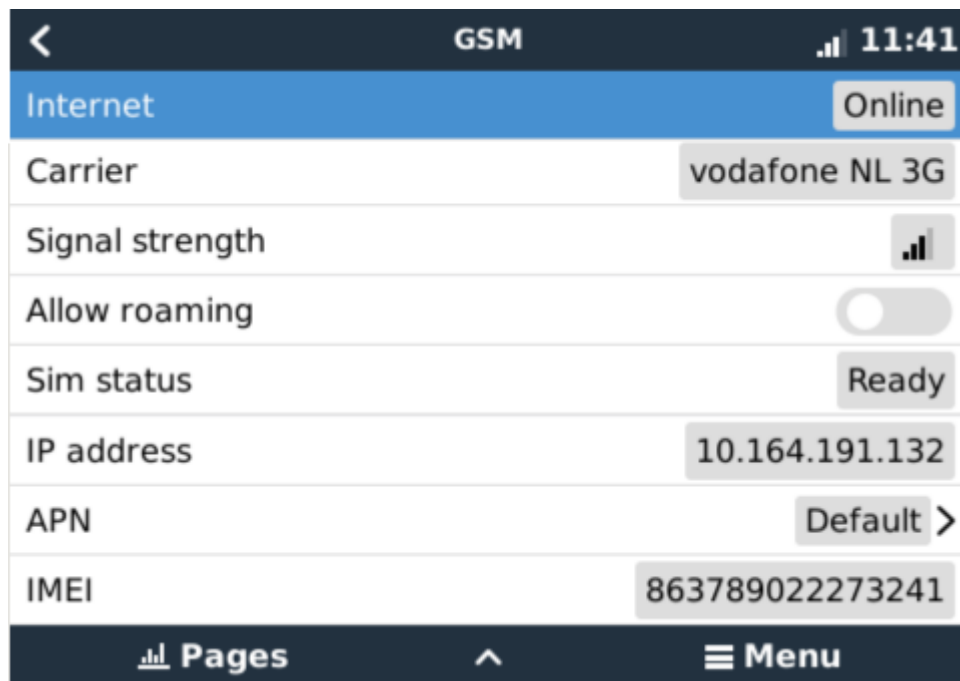 GSM 11:41
Internet Online
Carrier vodafone NL 3G
Signal strength
Allow roaming
Sim status Ready
IP address 10.164.191.132
APN Default
IMEI 863789022273241
Pages Menu